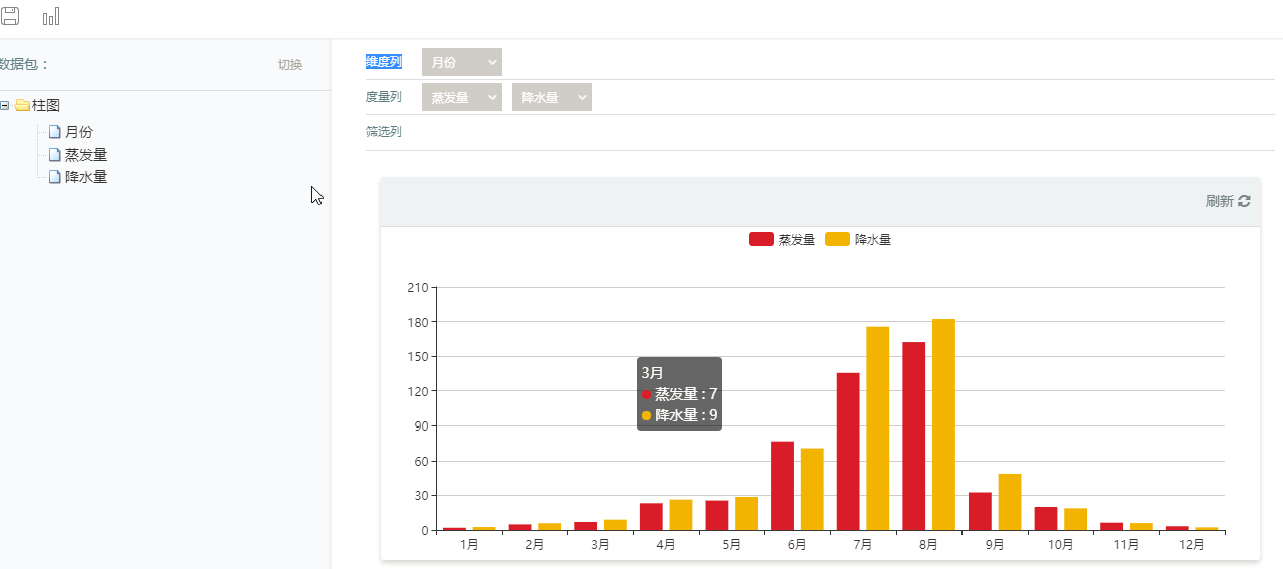 数据包：
切换
柱图
月份
蒸发量
降水量
维度列 月份
度量列 蒸发量 降水量
筛选列
刷新
蒸发量 降水量
210
180
150
120
90
60
30
0
3月
蒸发量 : 7
降水量 : 9
1月 2月 3月 4月 5月 6月 7月 8月 9月 10月 11月 12月